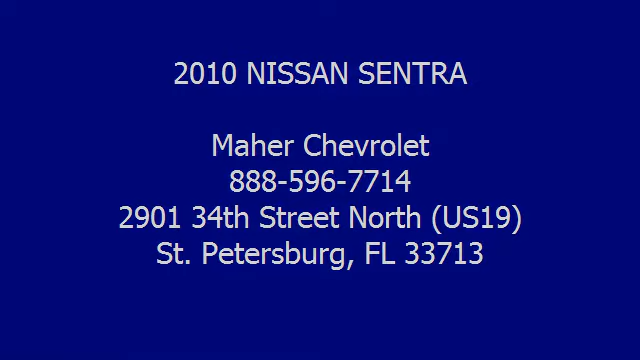 2010 NISSAN SENTRA
Maher Chevrolet
888-596-7714
2901 34th Street North (US19)
St. Petersburg, FL 33713